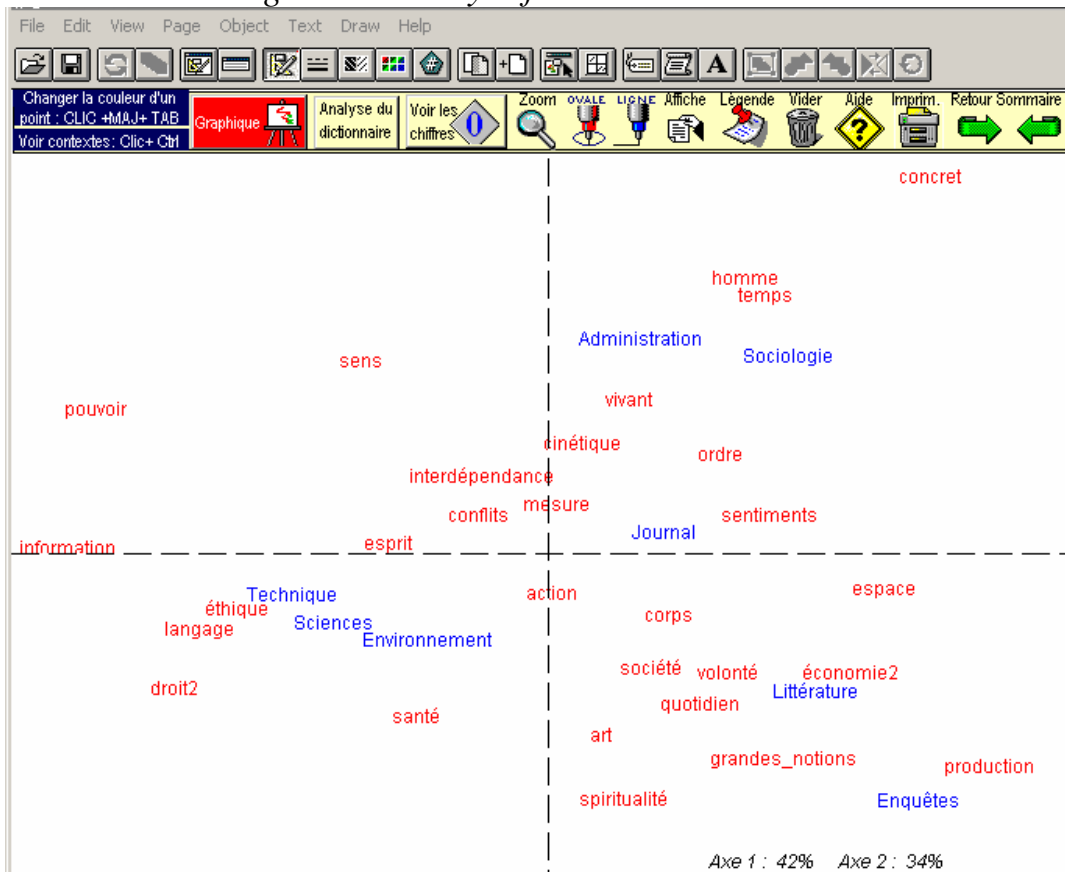 File Edit View Page Object Text Draw Help
A
Changer la couleur d'un
point : CLIC +MAJ+ TAB
Voir contextes: Clic+ Ctrl
Graphique
Analyse du
dictionnaire
Voir les
chiffres
0
Zoom
OVALE
LIGNE
Affiche
Légende
Vider
Aide
?
Imprim.
Retour Sommaire
concret
homme
temps
Administration
Sociologie
sens
vivant
pouvoir
cinétique
ordre
interdépendance
mesure
conflits
sentiments
Journal
esprit
information
Technique
action
espace
éthique
corps
langage
Sciences
Environnement
société
volonté
économie2
droit2
Littérature
quotidien
santé
art
grandes_notions
production
spiritualité
Enquêtes
Axe 1 : 42% Axe 2 : 34%